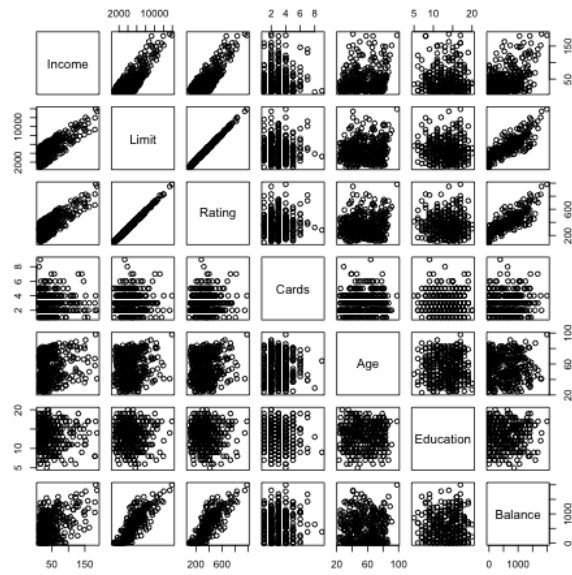 2000 10000 2 4 6 8 5 10 20
Income 50 150
2000 10000 Limit
Rating 200 600
2 4 6 8 Cards
Age 20 60 100
5 10 20 Education
Balance 0 1000
50 150 200 600 20 60 100 0 1000